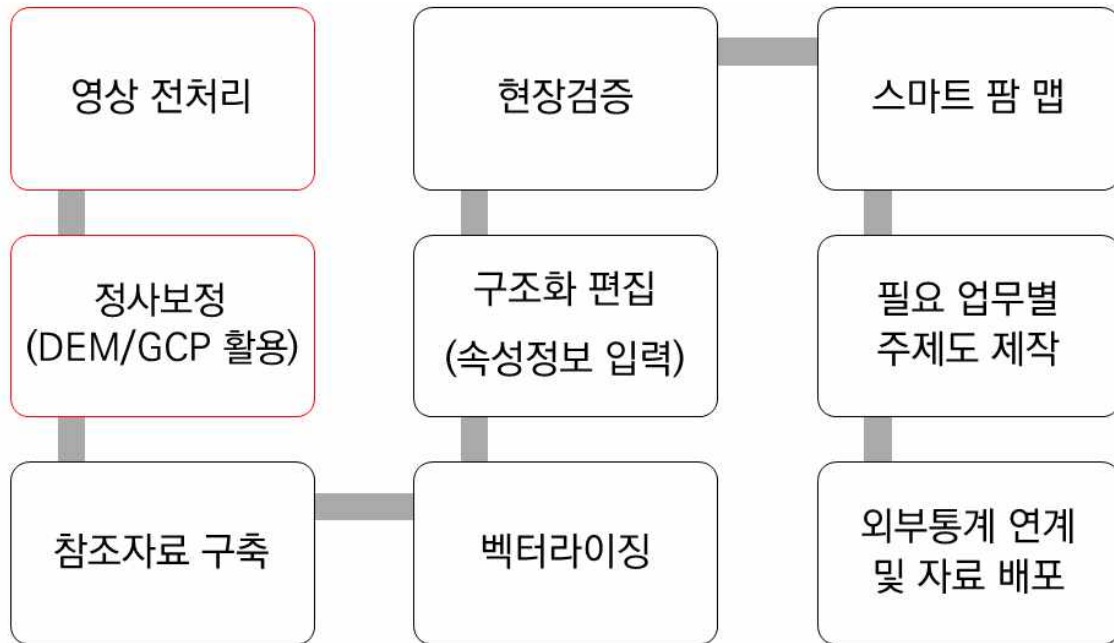 영상 전처리
정사보정
(DEM/GCP 활용)
참조자료 구축
벡터라이징
구조화 편집
(속성정보 입력)
현장검증
스마트 팜 맵
필요 업무별
주제도 제작
외부통계 연계
및 자료 배포